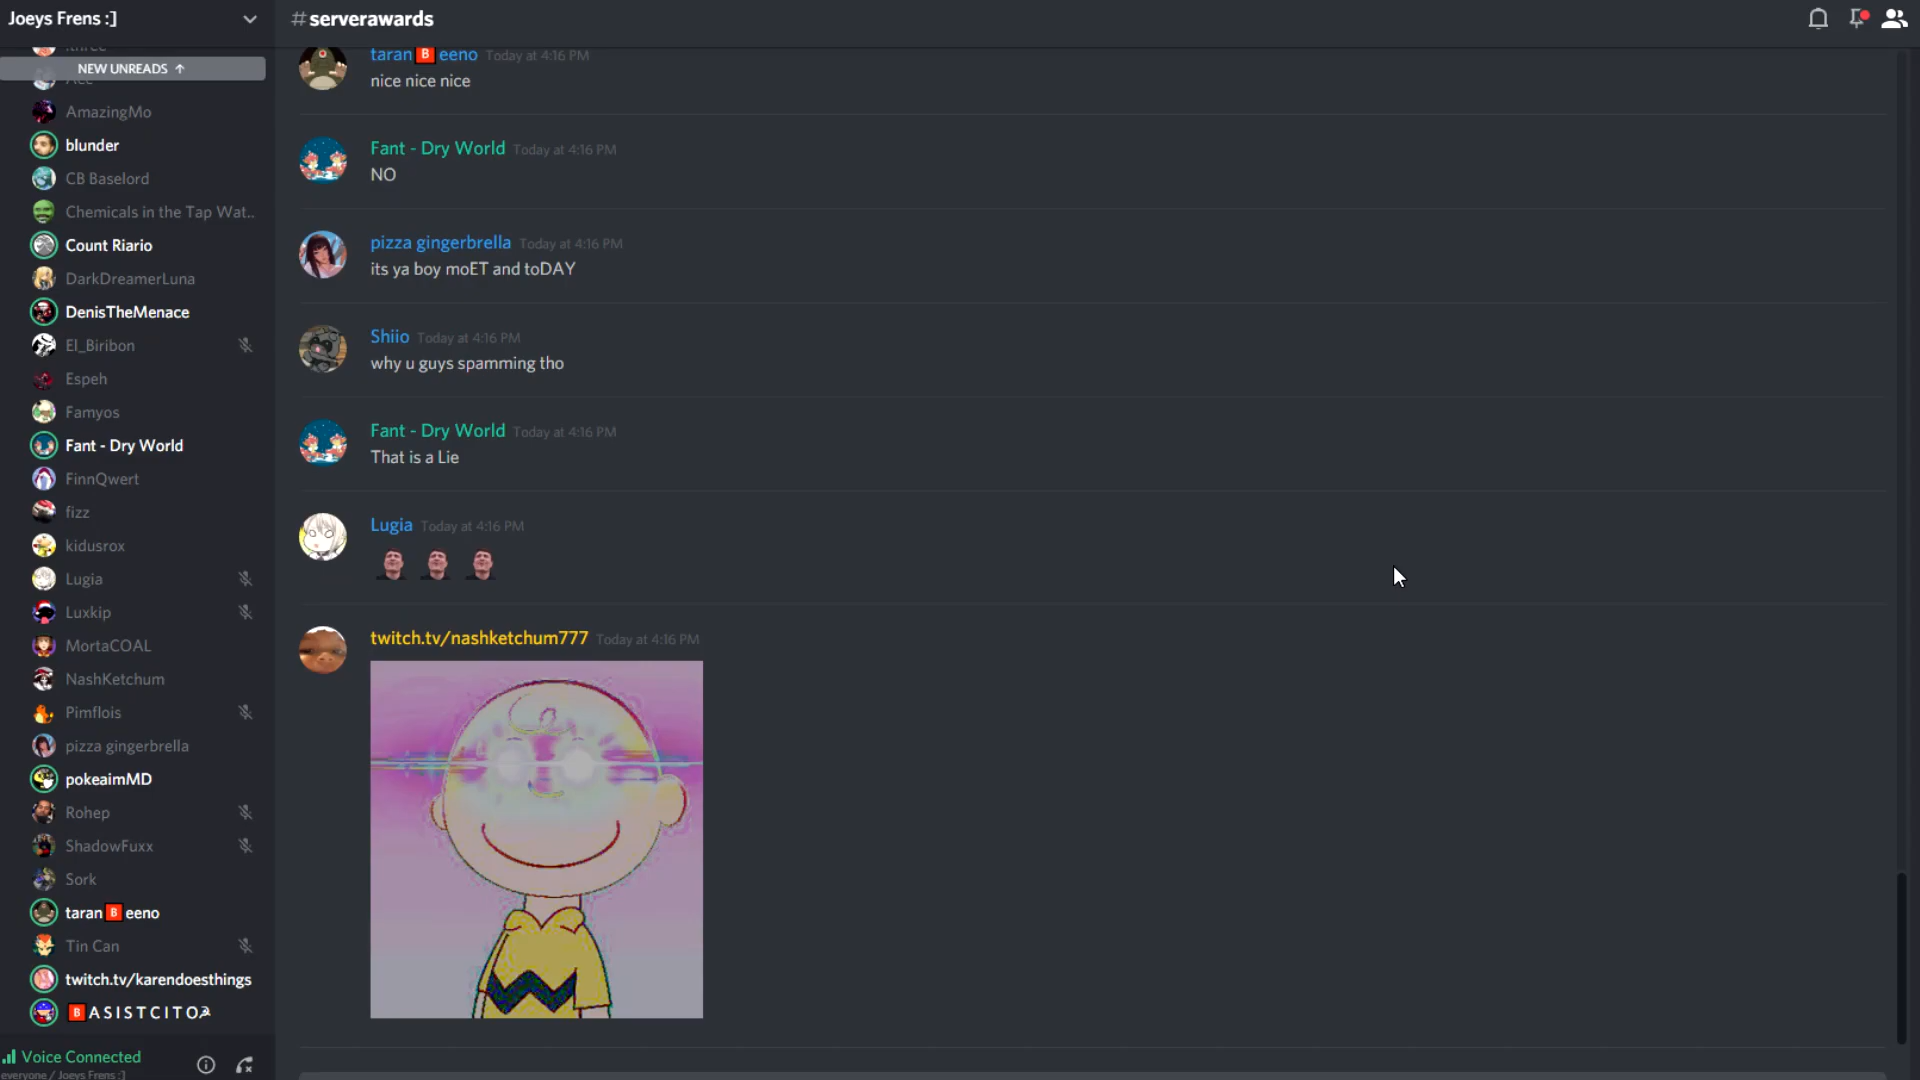 Joeys Frens :]
NEW UNREADS ↑
AmazingMo
blunder
CB Baselord
Chemicals in the Tap Wat..
Count Riario
DarkDreamerLuna
DenisTheMenace
El_Biribon
Espeh
Famyos
Fant - Dry World
FinnQwert
fizz
kidusrox
Lugia
Luxkip
MortaCOAL
NashKetchum
Pimflois
pizza gingerbrella
pokeaimMD
Rohep
ShadowFuxx
Sork
taran🅱eeno
Tin Can
twitch.tv/karendoesthings
🅱ASISTCITO☭
Voice Connected
everyone / Joeys Frens :]
#serverawards
taran🅱eeno Today at 4:16 PM
nice nice nice
Fant - Dry World Today at 4:16 PM
NO
pizza gingerbrella Today at 4:16 PM
its ya boy moET and toDAY
Shiio Today at 4:16 PM
why u guys spamming tho
Fant - Dry World Today at 4:16 PM
That is a Lie
Lugia Today at 4:16 PM
twitch.tv/nashketchum777 Today at 4:16 PM